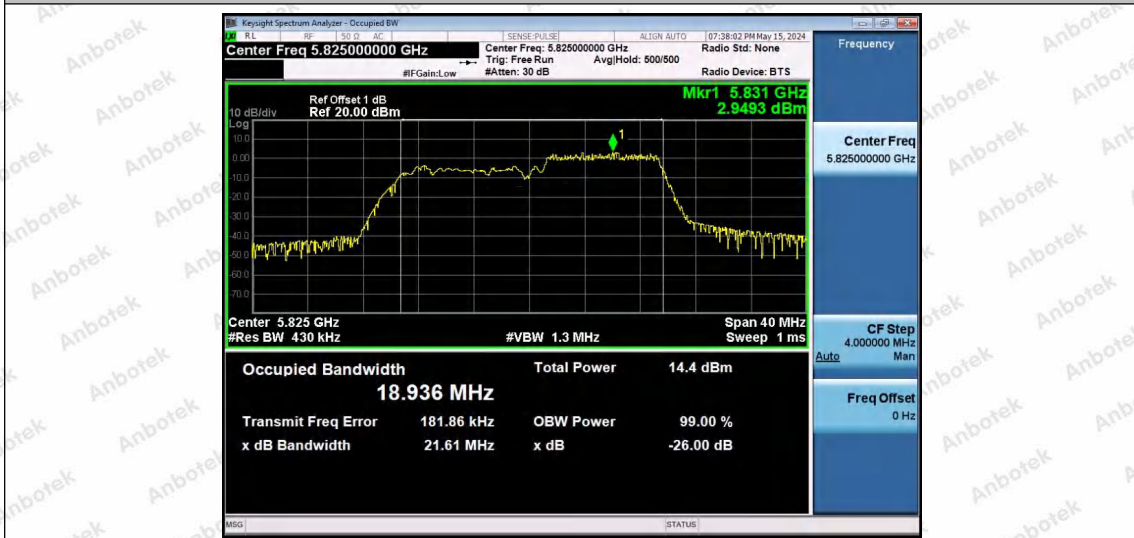 Keysight Spectrum Analyzer - Occupied BW
RL RF 50 Ω AC SENSE:PULSE ALIGN AUTO 07:38:02 PM May 15, 2024
Center Freq 5.825000000 GHz
Center Freq: 5.825000000 GHz
Radio Std: None
Trig: Free Run Avg|Hold: 500/500
#IFGain:Low
#Atten: 30 dB
Radio Device: BTS
Frequency
Mkr1 5.831 GHz
2.9493 dBm
Ref Offset 1 dB
10 dB/div Ref 20.00 dBm
Log
10.0
0.00
-10.0
-20.0
-30.0
-40.0
-50.0
-60.0
-70.0
1
Center 5.825 GHz
Span 40 MHz
#Res BW 430 kHz
#VBW 1.3 MHz
Sweep 1 ms
Occupied Bandwidth
18.936 MHz
Total Power 14.4 dBm
Transmit Freq Error 181.86 kHz
OBW Power 99.00 %
x dB Bandwidth 21.61 MHz
x dB -26.00 dB
Center Freq
5.825000000 GHz
CF Step
4.000000 MHz
Auto Man
Freq Offset
0 Hz
MSG
STATUS
Anbotek